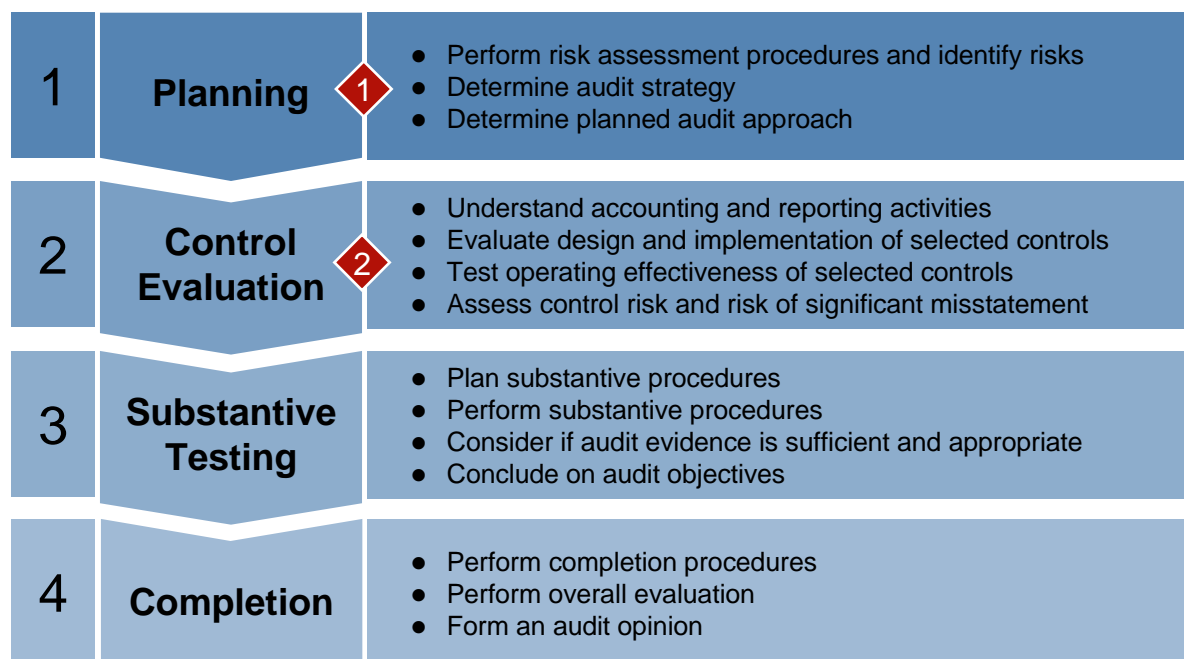 1
Planning
1
● Perform risk assessment procedures and identify risks
● Determine audit strategy
● Determine planned audit approach
2
Control
Evaluation
2
● Understand accounting and reporting activities
● Evaluate design and implementation of selected controls
● Test operating effectiveness of selected controls
● Assess control risk and risk of significant misstatement
3
Substantive
Testing
● Plan substantive procedures
● Perform substantive procedures
● Consider if audit evidence is sufficient and appropriate
● Conclude on audit objectives
4
Completion
● Perform completion procedures
● Perform overall evaluation
● Form an audit opinion